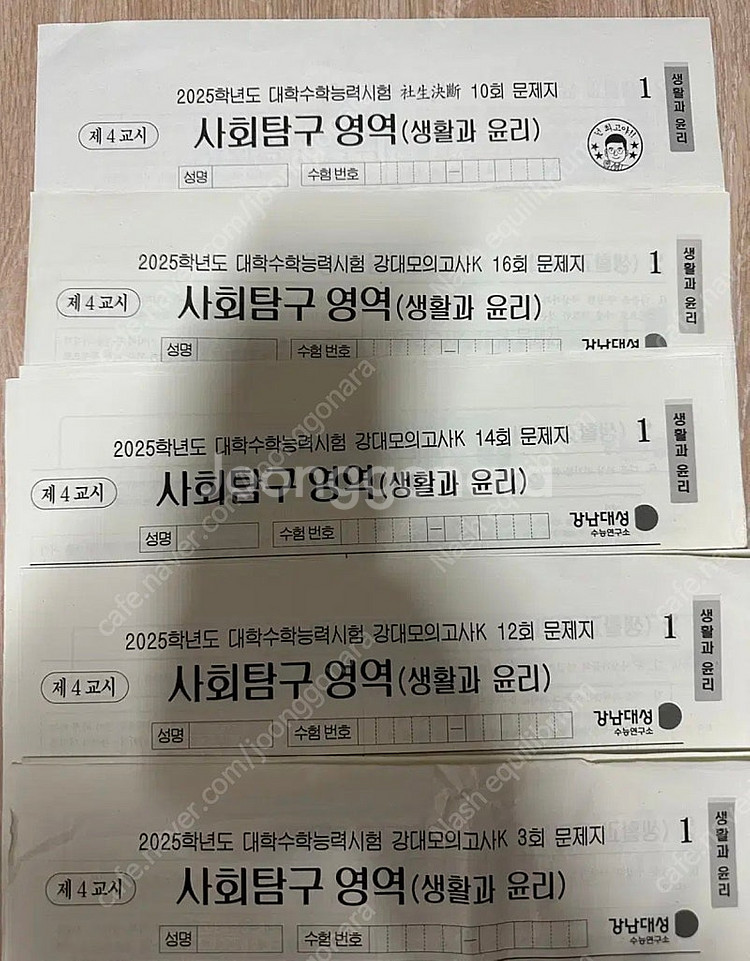 2025학년도 대학수학능력시험 社生決斷 10회 문제지
1
생활과 윤리
제4교시
사회탐구 영역(생활과 윤리)
넌 최고야!!
성명
수험 번호
2025학년도 대학수학능력시험 강대모의고사K 16회 문제지
1
생활과 윤리
제4교시
사회탐구 영역(생활과 윤리)
성명
수험 번호
강남대성
2025학년도 대학수학능력시험 강대모의고사K 14회 문제지
1
생활과 윤리
제4교시
사회탐구 영역(생활과 윤리)
성명
수험 번호
강남대성
수능연구소
2025학년도 대학수학능력시험 강대모의고사K 12회 문제지
1
생활과 윤리
제4교시
사회탐구 영역(생활과 윤리)
성명
수험 번호
강남대성
수능연구소
2025학년도 대학수학능력시험 강대모의고사K 3회 문제지
1
생활과 윤리
제4교시
사회탐구 영역(생활과 윤리)
성명
수험 번호
강남대성
수능연구소
Joonggo
cafe.naver.com/joonggonara
Nash equilibrium